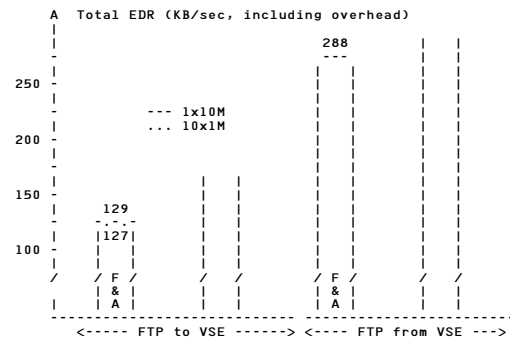 A Total EDR (KB/sec, including overhead)
288
250
--- 1x10M
... 10x1M
200
150
129
127
100
F F
& &
A A
<----- FTP to VSE ------> <---- FTP from VSE --->